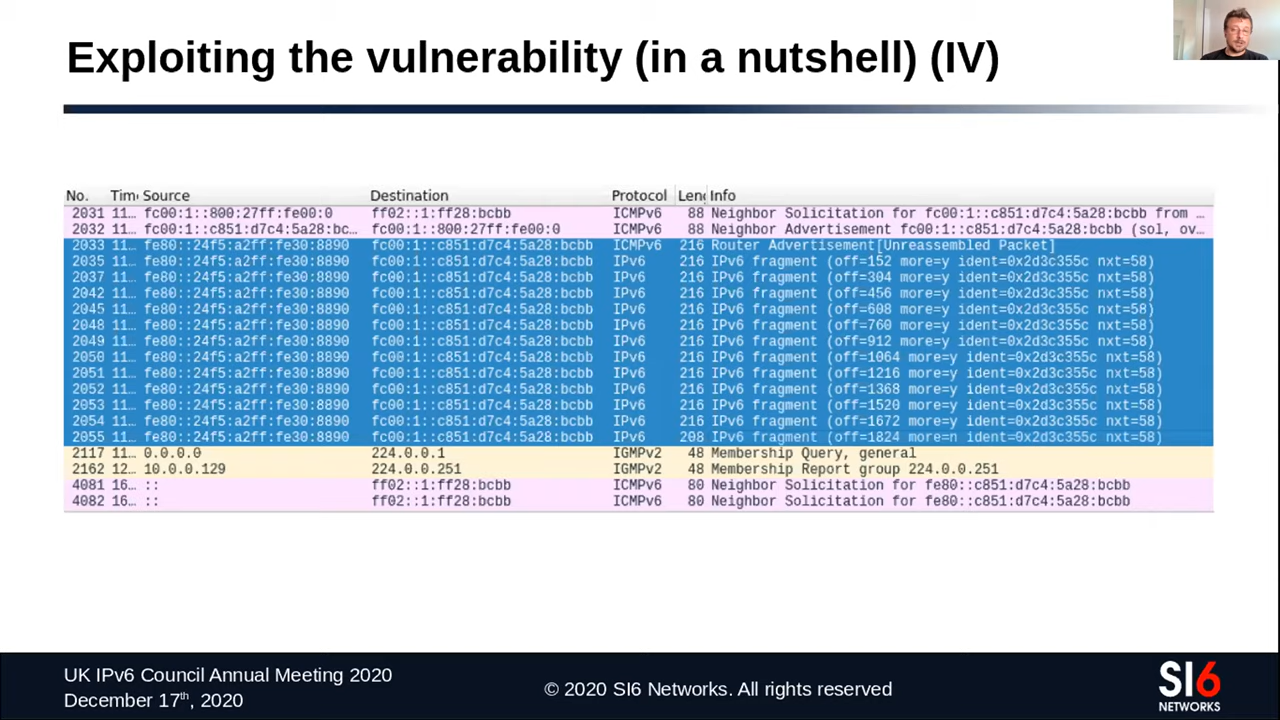 Exploiting the vulnerability (in a nutshell) (IV)
No. Tim Source Destination Protocol Leng Info
2031 11… fc00:1::800:27ff:fe00:0 ff02::1:ff28:bcbb ICMPv6 88 Neighbor Solicitation for fc00:1::c851:d7c4:5a28:bcbb from …
2032 11… fc00:1::c851:d7c4:5a28:bc… fc00:1::800:27ff:fe00:0 ICMPv6 88 Neighbor Advertisement fc00:1::c851:d7c4:5a28:bcbb (sol, ov…
2033 11… fe80::24f5:a2ff:fe30:8890 fc00:1::c851:d7c4:5a28:bcbb ICMPv6 216 Router Advertisement[Unreassembled Packet]
2035 11… fe80::24f5:a2ff:fe30:8890 fc00:1::c851:d7c4:5a28:bcbb IPv6 216 IPv6 fragment (off=152 more=y ident=0x2d3c355c nxt=58)
2037 11… fe80::24f5:a2ff:fe30:8890 fc00:1::c851:d7c4:5a28:bcbb IPv6 216 IPv6 fragment (off=304 more=y ident=0x2d3c355c nxt=58)
2042 11… fe80::24f5:a2ff:fe30:8890 fc00:1::c851:d7c4:5a28:bcbb IPv6 216 IPv6 fragment (off=456 more=y ident=0x2d3c355c nxt=58)
2045 11… fe80::24f5:a2ff:fe30:8890 fc00:1::c851:d7c4:5a28:bcbb IPv6 216 IPv6 fragment (off=608 more=y ident=0x2d3c355c nxt=58)
2048 11… fe80::24f5:a2ff:fe30:8890 fc00:1::c851:d7c4:5a28:bcbb IPv6 216 IPv6 fragment (off=760 more=y ident=0x2d3c355c nxt=58)
2049 11… fe80::24f5:a2ff:fe30:8890 fc00:1::c851:d7c4:5a28:bcbb IPv6 216 IPv6 fragment (off=912 more=y ident=0x2d3c355c nxt=58)
2050 11… fe80::24f5:a2ff:fe30:8890 fc00:1::c851:d7c4:5a28:bcbb IPv6 216 IPv6 fragment (off=1064 more=y ident=0x2d3c355c nxt=58)
2051 11… fe80::24f5:a2ff:fe30:8890 fc00:1::c851:d7c4:5a28:bcbb IPv6 216 IPv6 fragment (off=1216 more=y ident=0x2d3c355c nxt=58)
2052 11… fe80::24f5:a2ff:fe30:8890 fc00:1::c851:d7c4:5a28:bcbb IPv6 216 IPv6 fragment (off=1368 more=y ident=0x2d3c355c nxt=58)
2053 11… fe80::24f5:a2ff:fe30:8890 fc00:1::c851:d7c4:5a28:bcbb IPv6 216 IPv6 fragment (off=1520 more=y ident=0x2d3c355c nxt=58)
2054 11… fe80::24f5:a2ff:fe30:8890 fc00:1::c851:d7c4:5a28:bcbb IPv6 216 IPv6 fragment (off=1672 more=y ident=0x2d3c355c nxt=58)
2055 11… fe80::24f5:a2ff:fe30:8890 fc00:1::c851:d7c4:5a28:bcbb IPv6 208 IPv6 fragment (off=1824 more=n ident=0x2d3c355c nxt=58)
2117 11… 0.0.0.0 224.0.0.1 IGMPv2 48 Membership Query, general
2162 12… 10.0.0.129 224.0.0.251 IGMPv2 48 Membership Report group 224.0.0.251
4081 16… :: ff02::1:ff28:bcbb ICMPv6 80 Neighbor Solicitation for fe80::c851:d7c4:5a28:bcbb
4082 16… :: ff02::1:ff28:bcbb ICMPv6 80 Neighbor Solicitation for fe80::c851:d7c4:5a28:bcbb
UK IPv6 Council Annual Meeting 2020
December 17th, 2020
© 2020 SI6 Networks. All rights reserved
SI6
NETWORKS